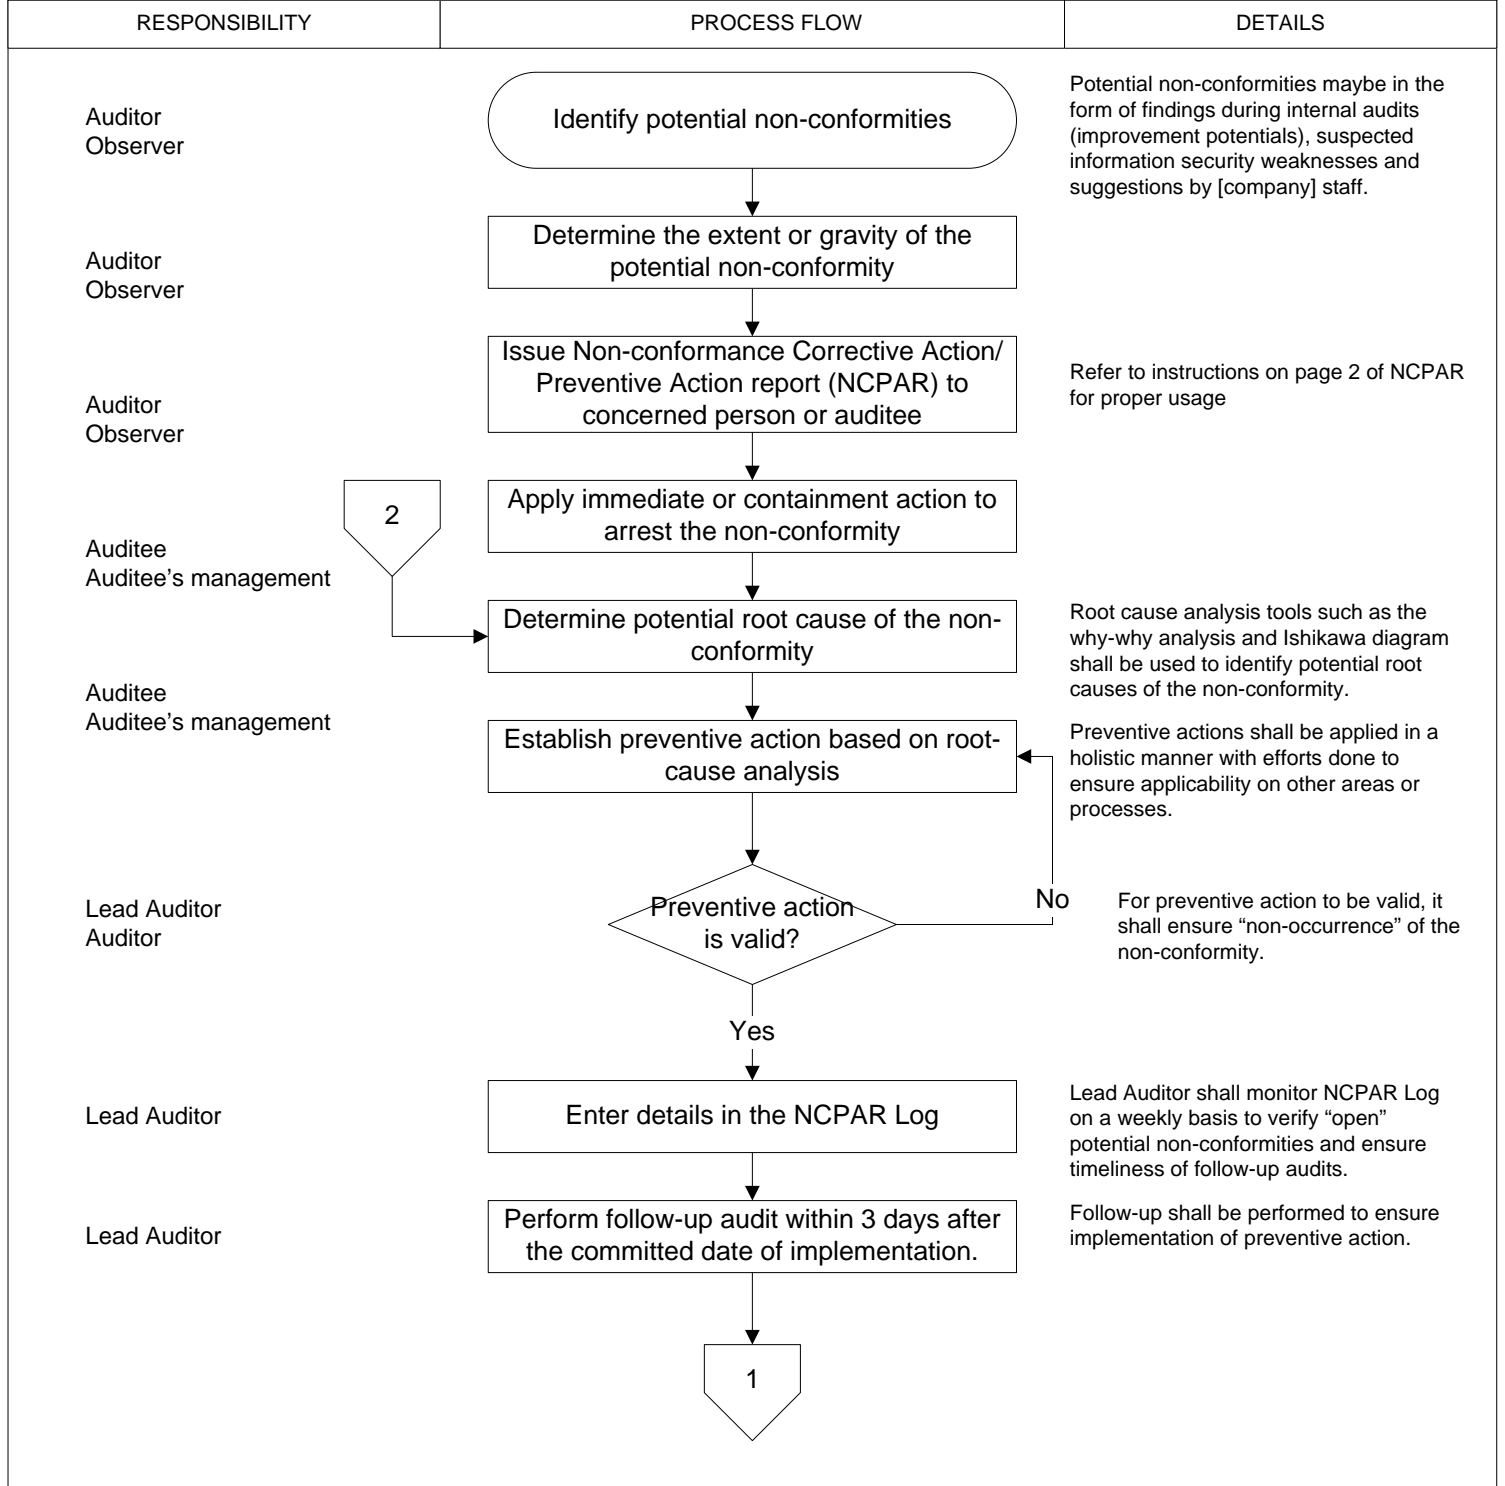 RESPONSIBILITY
PROCESS FLOW
DETAILS
Auditor
Observer
Identify potential non-conformities
Potential non-conformities maybe in the
form of findings during internal audits
(improvement potentials), suspected
information security weaknesses and
suggestions by [company] staff.
Auditor
Observer
Determine the extent or gravity of the
potential non-conformity
Auditor
Observer
Issue Non-conformance Corrective Action/
Preventive Action report (NCPAR) to
concerned person or auditee
Refer to instructions on page 2 of NCPAR
for proper usage
2
Apply immediate or containment action to
arrest the non-conformity
Auditee
Auditee’s management
Determine potential root cause of the non-
conformity
Root cause analysis tools such as the
why-why analysis and Ishikawa diagram
shall be used to identify potential root
causes of the non-conformity.
Auditee
Auditee’s management
Establish preventive action based on root-
cause analysis
Preventive actions shall be applied in a
holistic manner with efforts done to
ensure applicability on other areas or
processes.
Lead Auditor
Auditor
Preventive action
is valid?
No
For preventive action to be valid, it
shall ensure “non-occurrence” of the
non-conformity.
Yes
Lead Auditor
Enter details in the NCPAR Log
Lead Auditor shall monitor NCPAR Log
on a weekly basis to verify “open”
potential non-conformities and ensure
timeliness of follow-up audits.
Lead Auditor
Perform follow-up audit within 3 days after
the committed date of implementation.
Follow-up shall be performed to ensure
implementation of preventive action.
1